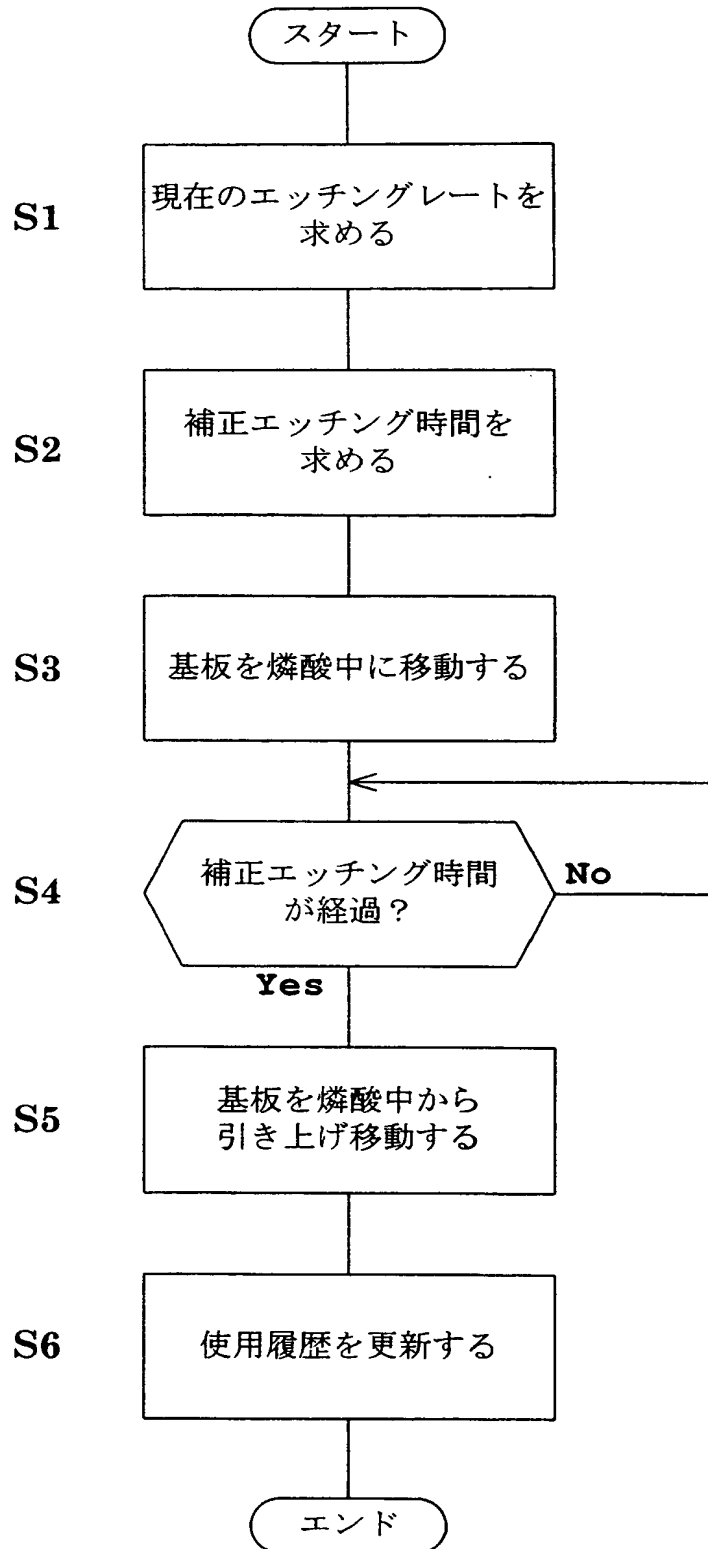 スタート
S1
現在のエッチングレートを
求める
S2
補正エッチング時間を
求める
S3
基板を燐酸中に移動する
S4
補正エッチング時間
が経過？
No
Yes
S5
基板を燐酸中から
引き上げ移動する
S6
使用履歴を更新する
エンド